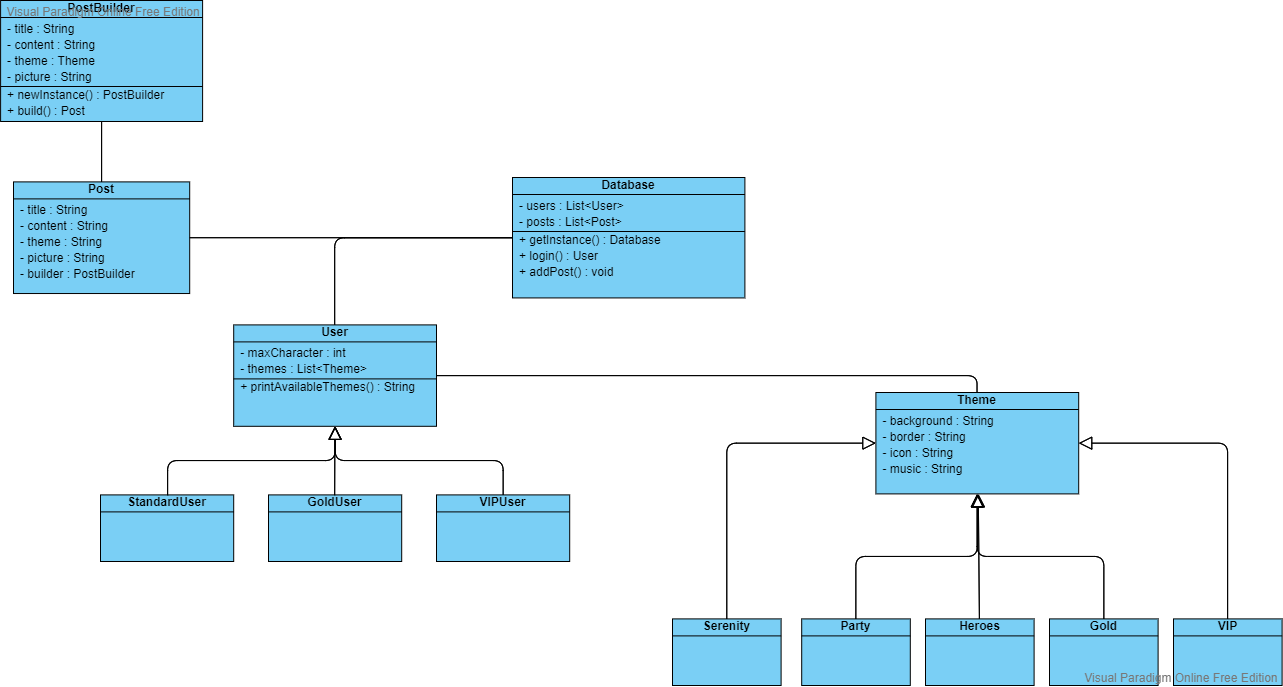 PostBuilder
Visual Paradigm Online Free Edition
- title : String
- content : String
- theme : Theme
- picture : String
+ newInstance() : PostBuilder
+ build() : Post
Post
- title : String
- content : String
- theme : String
- picture : String
- builder : PostBuilder
Database
- users : List<User>
- posts : List<Post>
+ getInstance() : Database
+ login() : User
+ addPost() : void
User
- maxCharacter : int
- themes : List<Theme>
+ printAvailableThemes() : String
Theme
- background : String
- border : String
- icon : String
- music : String
StandardUser
GoldUser
VIPUser
Serenity
Party
Heroes
Gold
VIP
Visual Paradigm Online Free Edition